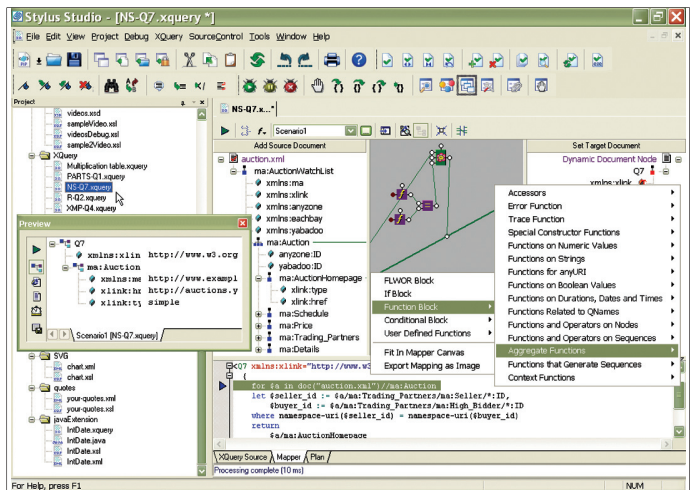 Stylus Studio - [NS-Q7.xquery *]
File Edit View Project Debug XQuery SourceControl Tools Window Help
Project
videos.xsd
sampleVideo.xsl
videosDebug.xsl
sample2Video.xsl
XQuery
Multiplication table.xquery
PARTS-Q1.xquery
NS-Q7.xquery
R-Q2.xquery
XMP-Q4.xquery
Preview
Q7
xmlns:xlin http://www.w3.org
ma:Auction
xmlns:ma http://www.exampl
xlink:hr http://auctions.y
xlink:ty simple
Scenario1 [NS-Q7.xquery]
SVG
chart.xml
chart.xsl
quotes
your-quotes.xml
your-quotes.xsl
javaExtension
IntDate.xquery
IntDate.java
IntDate.xsl
IntDate.xml
NS-Q7.x...*
Scenario1
Add Source Document
Set Target Document
auction.xml
ma:AuctionWatchList
xmlns:ma
xmlns:xlink
xmlns:anyzone
xmlns:eachbay
xmlns:yabadoo
ma:Auction
anyzone:ID
yabadoo:ID
ma:AuctionHomepage
xlink:type
xlink:href
ma:Schedule
ma:Price
ma:Trading_Partners
ma:Details
Dynamic Document Node
Q7
xmlns:xlink
FLWOR Block
If Block
Function Block
Conditional Block
User Defined Functions
Fit In Mapper Canvas
Export Mapping as Image
Accessors
Error Function
Trace Function
Special Constructor Functions
Functions on Numeric Values
Functions on Strings
Functions for anyURI
Functions on Boolean Values
Functions on Durations, Dates and Times
Functions Related to QNames
Functions and Operators on Nodes
Functions and Operators on Sequences
Aggregate Functions
Functions that Generate Sequences
Context Functions
<Q7 xmlns:xlink="http://www.w3
{
for $a in doc("auction.xml")//ma:Auction
let $seller_id := $a/ma:Trading_Partners/ma:Seller/*:ID,
$buyer_id := $a/ma:Trading_Partners/ma:High_Bidder/*:ID
where namespace-uri($seller_id) = namespace-uri($buyer_id)
return
$a/ma:AuctionHomepage
XQuery Source Mapper Plan
Processing complete (10 ms)
For Help, press F1
NUM